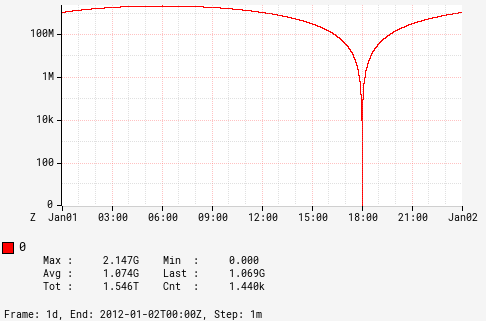 100M
1M
10k
100
0
Z Jan01 03:00 06:00 09:00 12:00 15:00 18:00 21:00 Jan02
0
Max : 2.147G Min : 0.000
Avg : 1.074G Last : 1.069G
Tot : 1.546T Cnt : 1.440k
Frame: 1d, End: 2012-01-02T00:00Z, Step: 1m